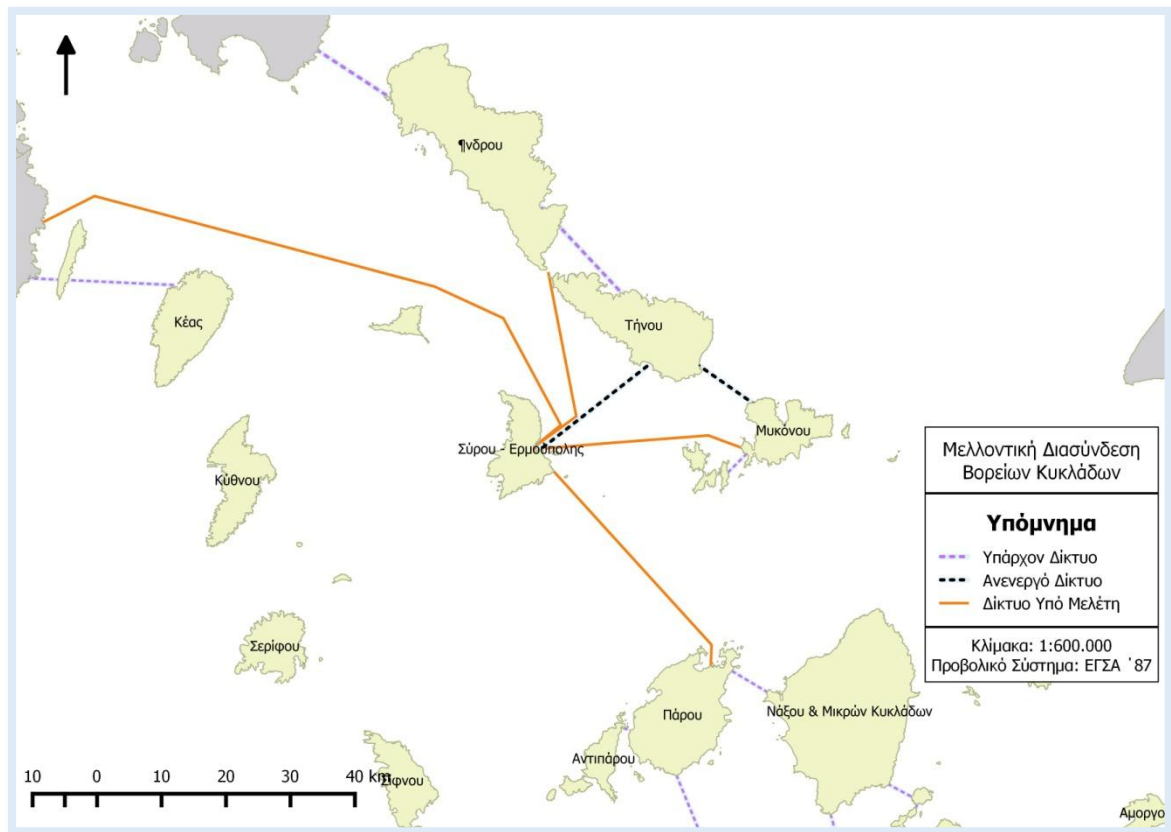 ¶νδρου
Τήνου
Κέας
Μυκόνου
Σύρου - Ερμούπολης
Κύθνου
Μελλοντική Διασύνδεση
Βορείων Κυκλάδων
Υπόμνημα
Υπάρχον Δίκτυο
Ανενεργό Δίκτυο
Δίκτυο Υπό Μελέτη
Κλίμακα: 1:600.000
Προβολικό Σύστημα: ΕΓΣΑ '87
Σερίφου
Πάρου
Νάξου & Μικρών Κυκλάδων
Αντιπάρου
10 0 10 20 30 40 km
Σίφνου
Αμοργο